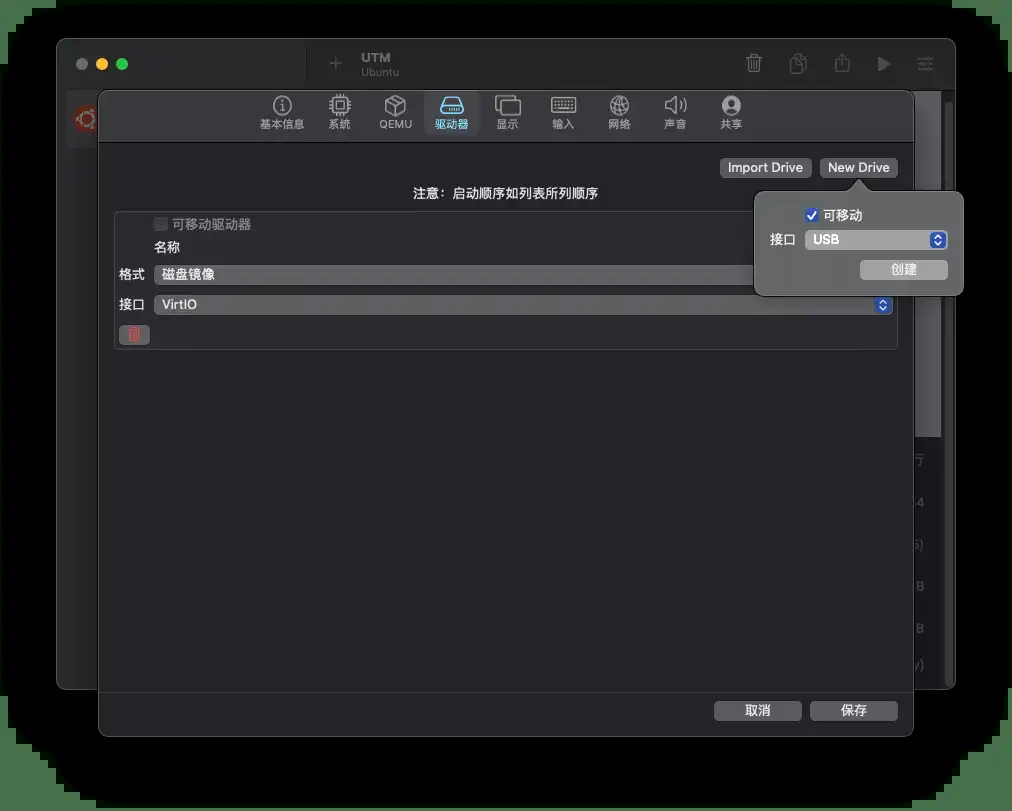 UTM
Ubuntu
基本信息 系统 QEMU 驱动器 显示 输入 网络 声音 共享
Import Drive New Drive
注意：启动顺序如列表所列顺序
可移动
接口 USB
创建
可移动驱动器
名称
格式 磁盘镜像
接口 VirtIO
行
4
B
B
取消 保存